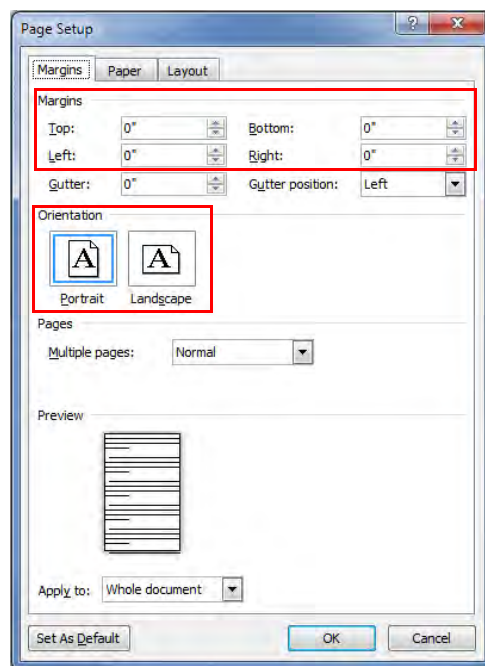 Page Setup
Margins Paper Layout
Margins
Top: 0" Bottom: 0"
Left: 0" Right: 0"
Gutter: 0" Gutter position: Left
Orientation
A A
Portrait Landscape
Pages
Multiple pages: Normal
Preview
Apply to: Whole document
Set As Default OK Cancel